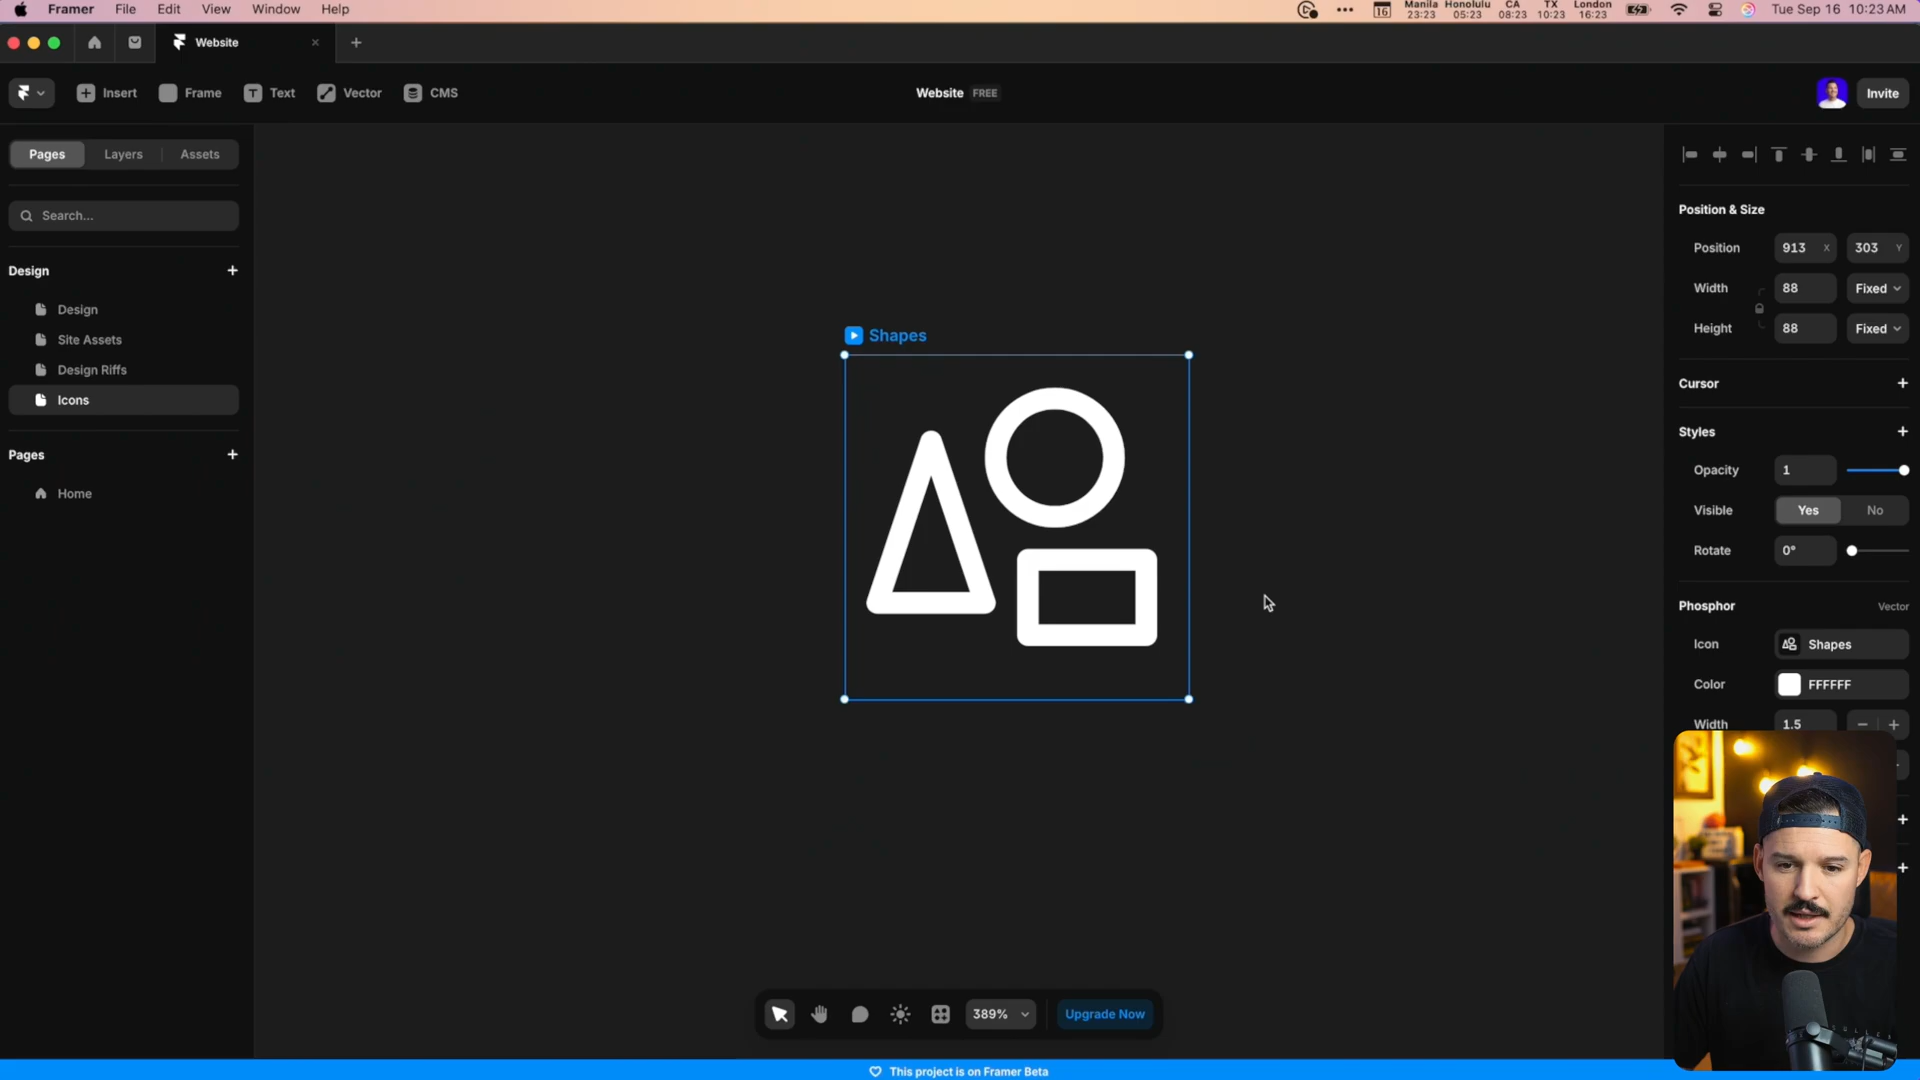 Framer File Edit View Window Help
Manila Honolulu CA TX London
16 23:23 05:23 08:23 10:23 16:23
Tue Sep 16 10:23 AM
Website
Insert Frame Text Vector CMS
Website FREE
Invite
Pages Layers Assets
Search...
Design
Design
Site Assets
Design Riffs
Icons
Pages
Home
Shapes
Position & Size
Position 913 X 303 Y
Width 88 Fixed
Height 88 Fixed
Cursor
Styles
Opacity 1
Visible Yes No
Rotate 0°
Phosphor Vector
Icon Shapes
Color FFFFFF
Width 1.5
389%
Upgrade Now
This project is on Framer Beta